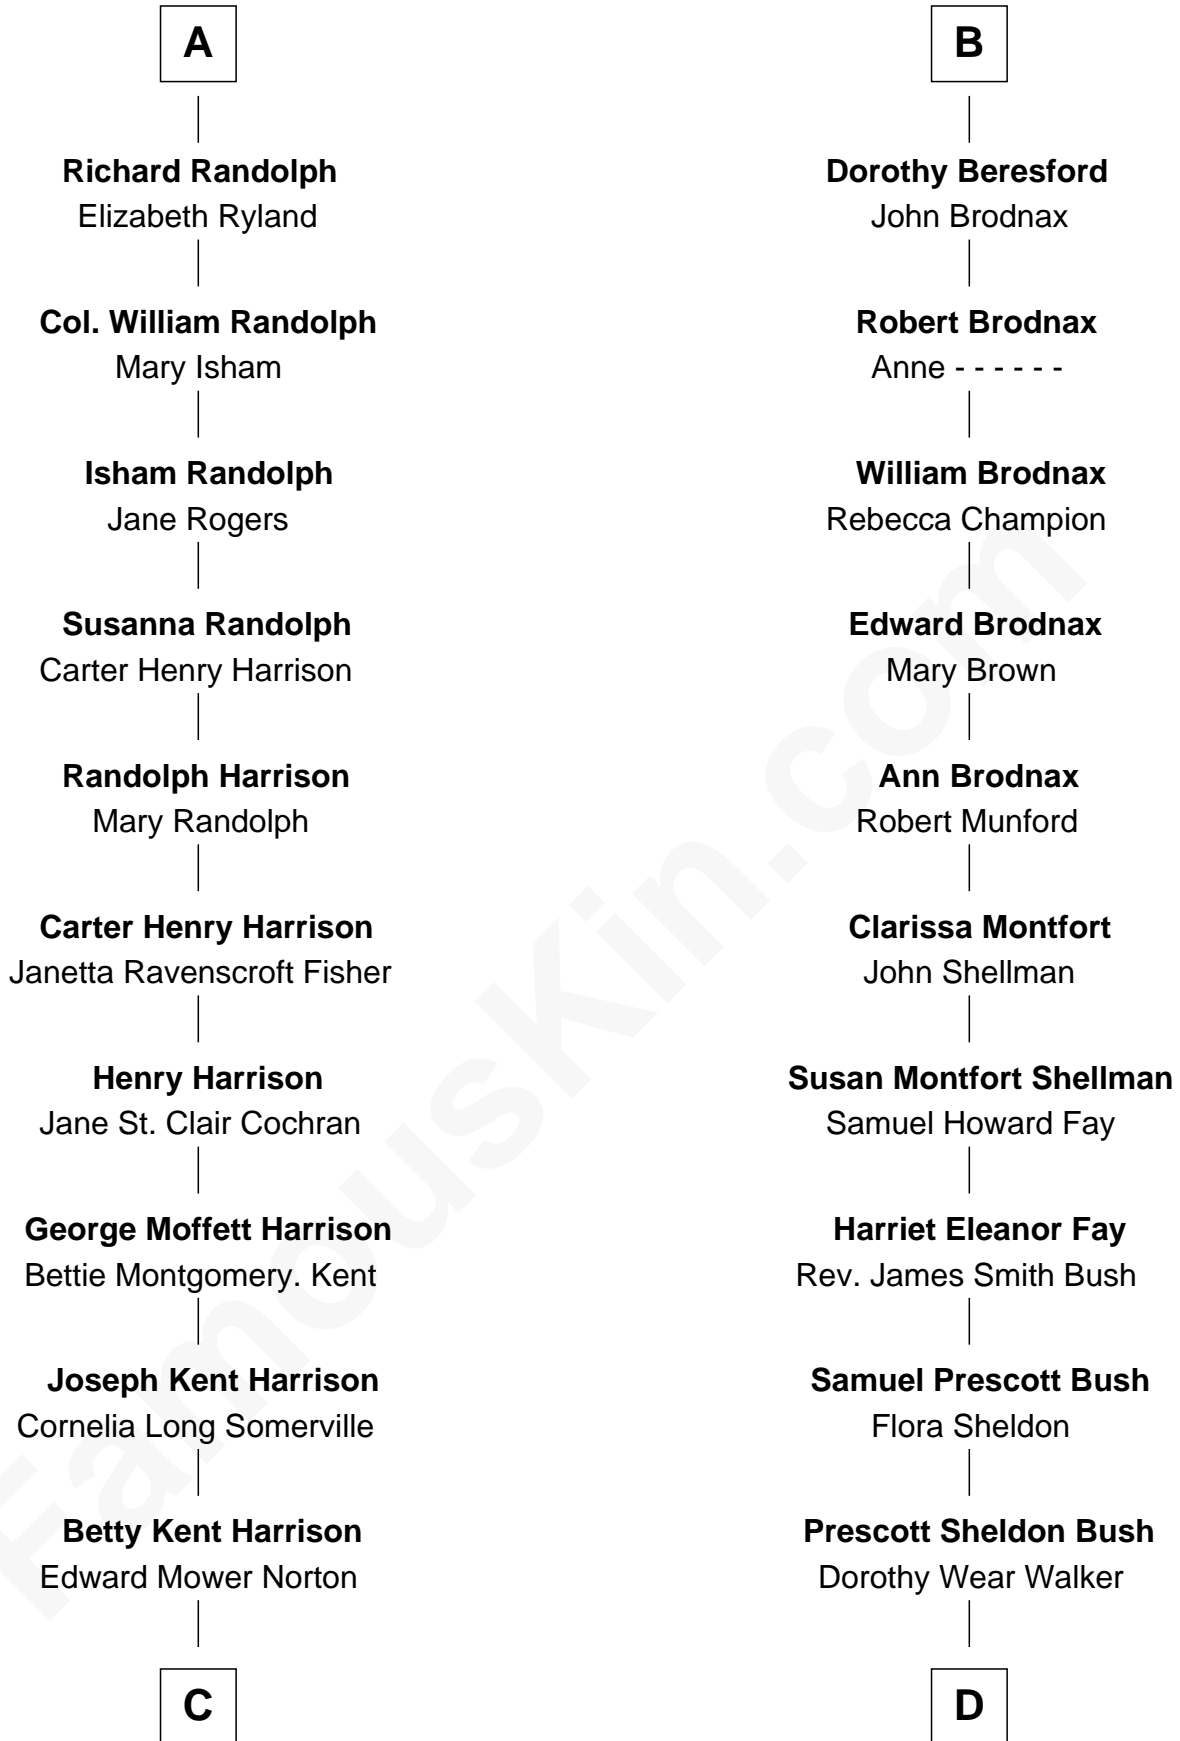 A
Richard Randolph
Elizabeth Ryland
Col. William Randolph
Mary Isham
Isham Randolph
Jane Rogers
Susanna Randolph
Carter Henry Harrison
Randolph Harrison
Mary Randolph
Carter Henry Harrison
Janetta Ravenscroft Fisher
Henry Harrison
Jane St. Clair Cochran
George Moffett Harrison
Bettie Montgomery. Kent
Joseph Kent Harrison
Cornelia Long Somerville
Betty Kent Harrison
Edward Mower Norton
C
B
Dorothy Beresford
John Brodnax
Robert Brodnax
Anne - - - - - -
William Brodnax
Rebecca Champion
Edward Brodnax
Mary Brown
Ann Brodnax
Robert Munford
Clarissa Montfort
John Shellman
Susan Montfort Shellman
Samuel Howard Fay
Harriet Eleanor Fay
Rev. James Smith Bush
Samuel Prescott Bush
Flora Sheldon
Prescott Sheldon Bush
Dorothy Wear Walker
D
FamousKin.com